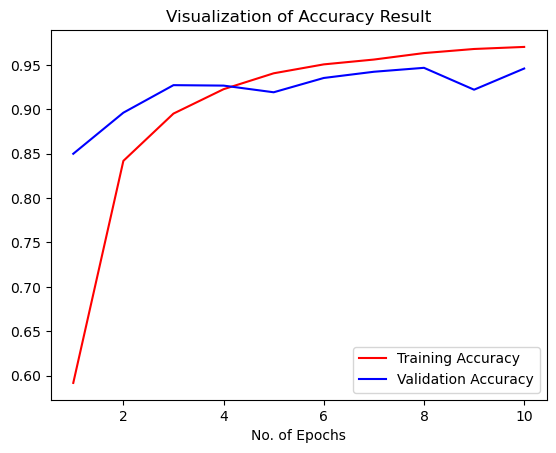 Visualization of Accuracy Result
0.95
0.90
0.85
0.80
0.75
0.70
0.65
0.60
Training Accuracy
Validation Accuracy
2 4 6 8 10
No. of Epochs